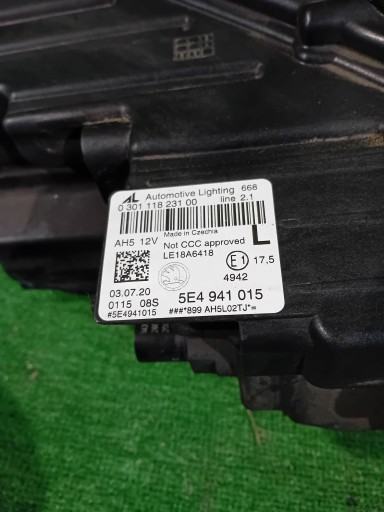 AL Automotive Lighting 668
0 301 118 231 00 line 2.1
Made in Czechia
AH5 12V Not CCC approved L
LE18A6418
E1 17,5
4942
03.07.20
0115 08S 5E4 941 015
#5E4941015 ###*899 AH5L02TJ*=